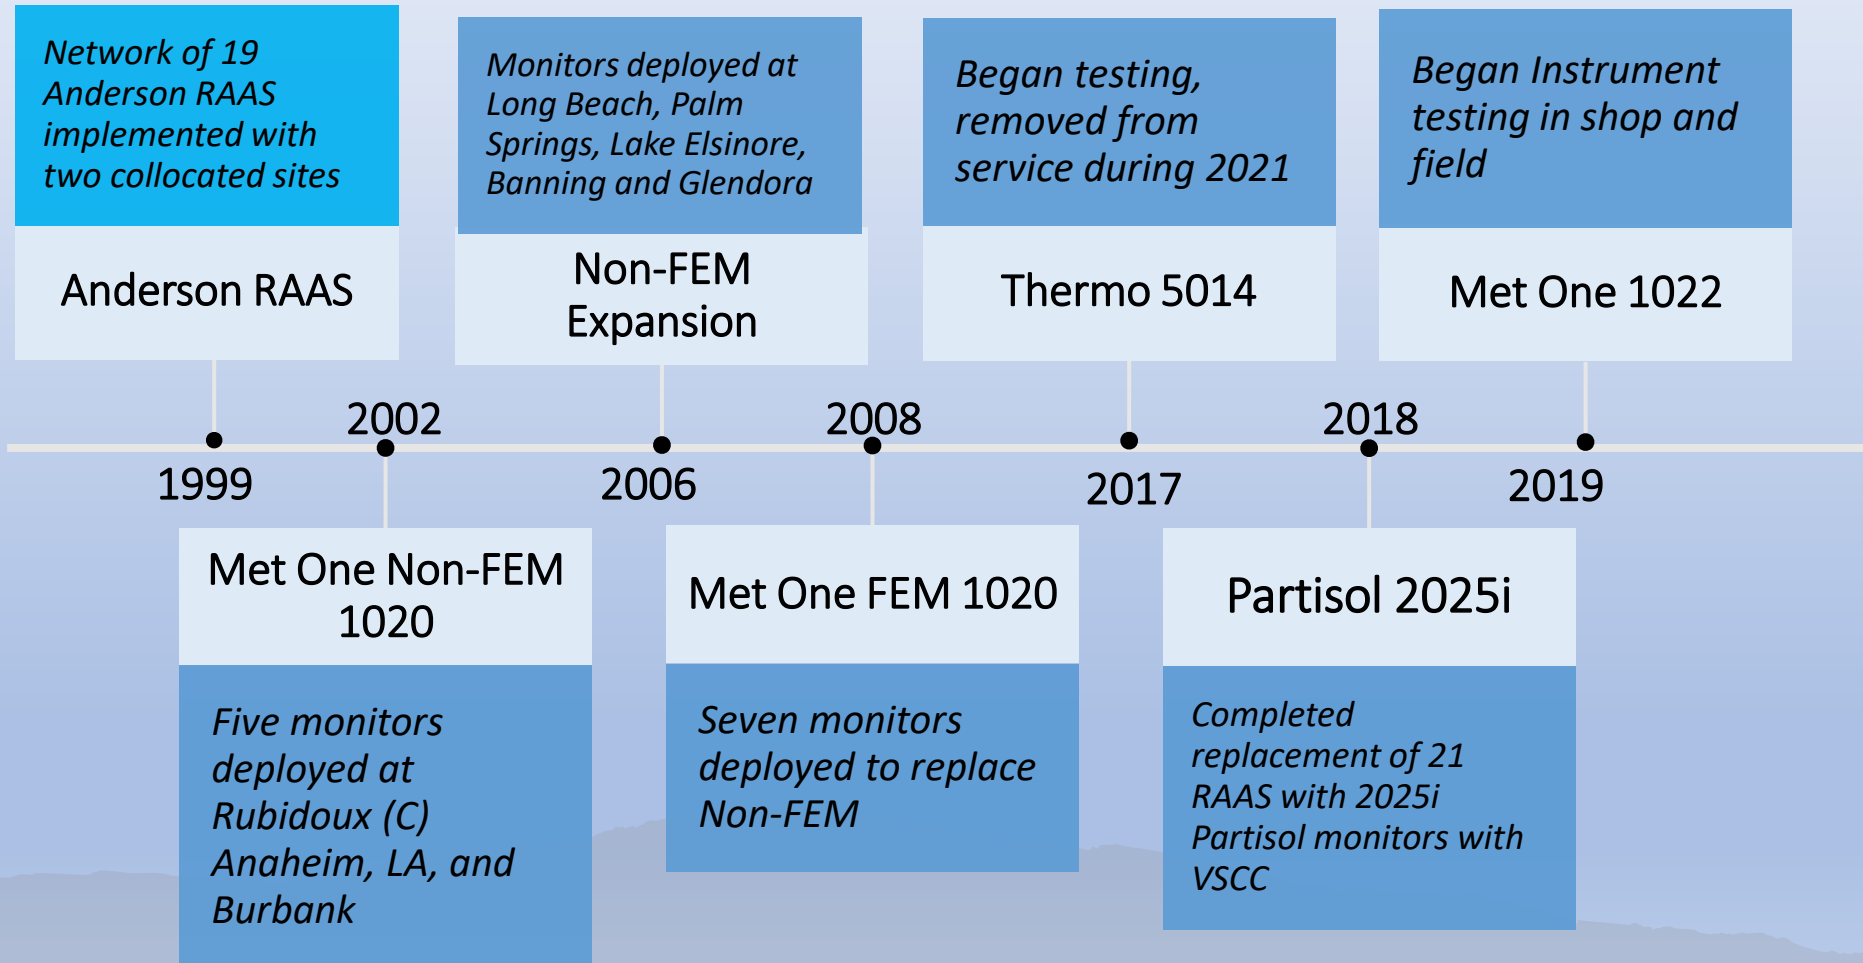 Network of 19
Anderson RAAS
implemented with
two collocated sites
Anderson RAAS
1999
2002
Met One Non-FEM
1020
Five monitors
deployed at
Rubidoux (C)
Anaheim, LA, and
Burbank
Monitors deployed at
Long Beach, Palm
Springs, Lake Elsinore,
Banning and Glendora
Non-FEM
Expansion
2006
2008
Met One FEM 1020
Seven monitors
deployed to replace
Non-FEM
Began testing,
removed from
service during 2021
Thermo 5014
2017
2018
Partisol 2025i
Completed
replacement of 21
RAAS with 2025i
Partisol monitors with
VSCC
Began Instrument
testing in shop and
field
Met One 1022
2019